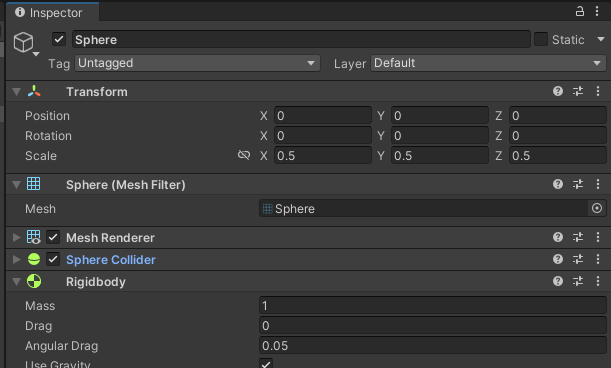 Inspector
Sphere Static
Tag Untagged Layer Default
Transform
Position X 0 Y 0 Z 0
Rotation X 0 Y 0 Z 0
Scale X 0.5 Y 0.5 Z 0.5
Sphere (Mesh Filter)
Mesh Sphere
Mesh Renderer
Sphere Collider
Rigidbody
Mass 1
Drag 0
Angular Drag 0.05
Use Gravity